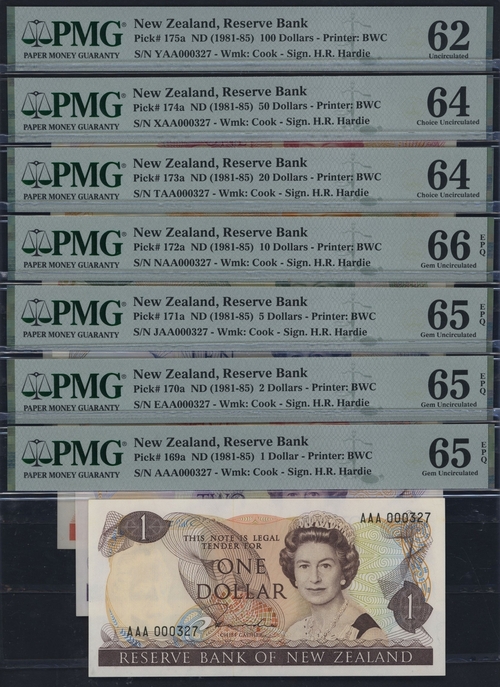 PMG
PAPER MONEY GUARANTY
New Zealand, Reserve Bank
Pick# 175a ND (1981-85) 100 Dollars - Printer: BWC
S/N YAA000327 - Wmk: Cook - Sign. H.R. Hardie
62
Uncirculated
PMG
PAPER MONEY GUARANTY
New Zealand, Reserve Bank
Pick# 174a ND (1981-85) 50 Dollars - Printer: BWC
S/N XAA000327 - Wmk: Cook - Sign. H.R. Hardie
64
Choice Uncirculated
PMG
PAPER MONEY GUARANTY
New Zealand, Reserve Bank
Pick# 173a ND (1981-85) 20 Dollars - Printer: BWC
S/N TAA000327 - Wmk: Cook - Sign. H.R. Hardie
64
Choice Uncirculated
PMG
PAPER MONEY GUARANTY
New Zealand, Reserve Bank
Pick# 172a ND (1981-85) 10 Dollars - Printer: BWC
S/N NAA000327 - Wmk: Cook - Sign. H.R. Hardie
66 EPQ
Gem Uncirculated
PMG
PAPER MONEY GUARANTY
New Zealand, Reserve Bank
Pick# 171a ND (1981-85) 5 Dollars - Printer: BWC
S/N JAA000327 - Wmk: Cook - Sign. H.R. Hardie
65 EPQ
Gem Uncirculated
PMG
PAPER MONEY GUARANTY
New Zealand, Reserve Bank
Pick# 170a ND (1981-85) 2 Dollars - Printer: BWC
S/N EAA000327 - Wmk: Cook - Sign. H.R. Hardie
65 EPQ
Gem Uncirculated
PMG
PAPER MONEY GUARANTY
New Zealand, Reserve Bank
Pick# 169a ND (1981-85) 1 Dollar - Printer: BWC
S/N AAA000327 - Wmk: Cook - Sign. H.R. Hardie
65 EPQ
Gem Uncirculated
TWO
1
AAA 000327
THIS NOTE IS LEGAL
TENDER FOR
ONE
DOLLAR
CHIEF CASHIER
AAA 000327
1
RESERVE BANK OF NEW ZEALAND